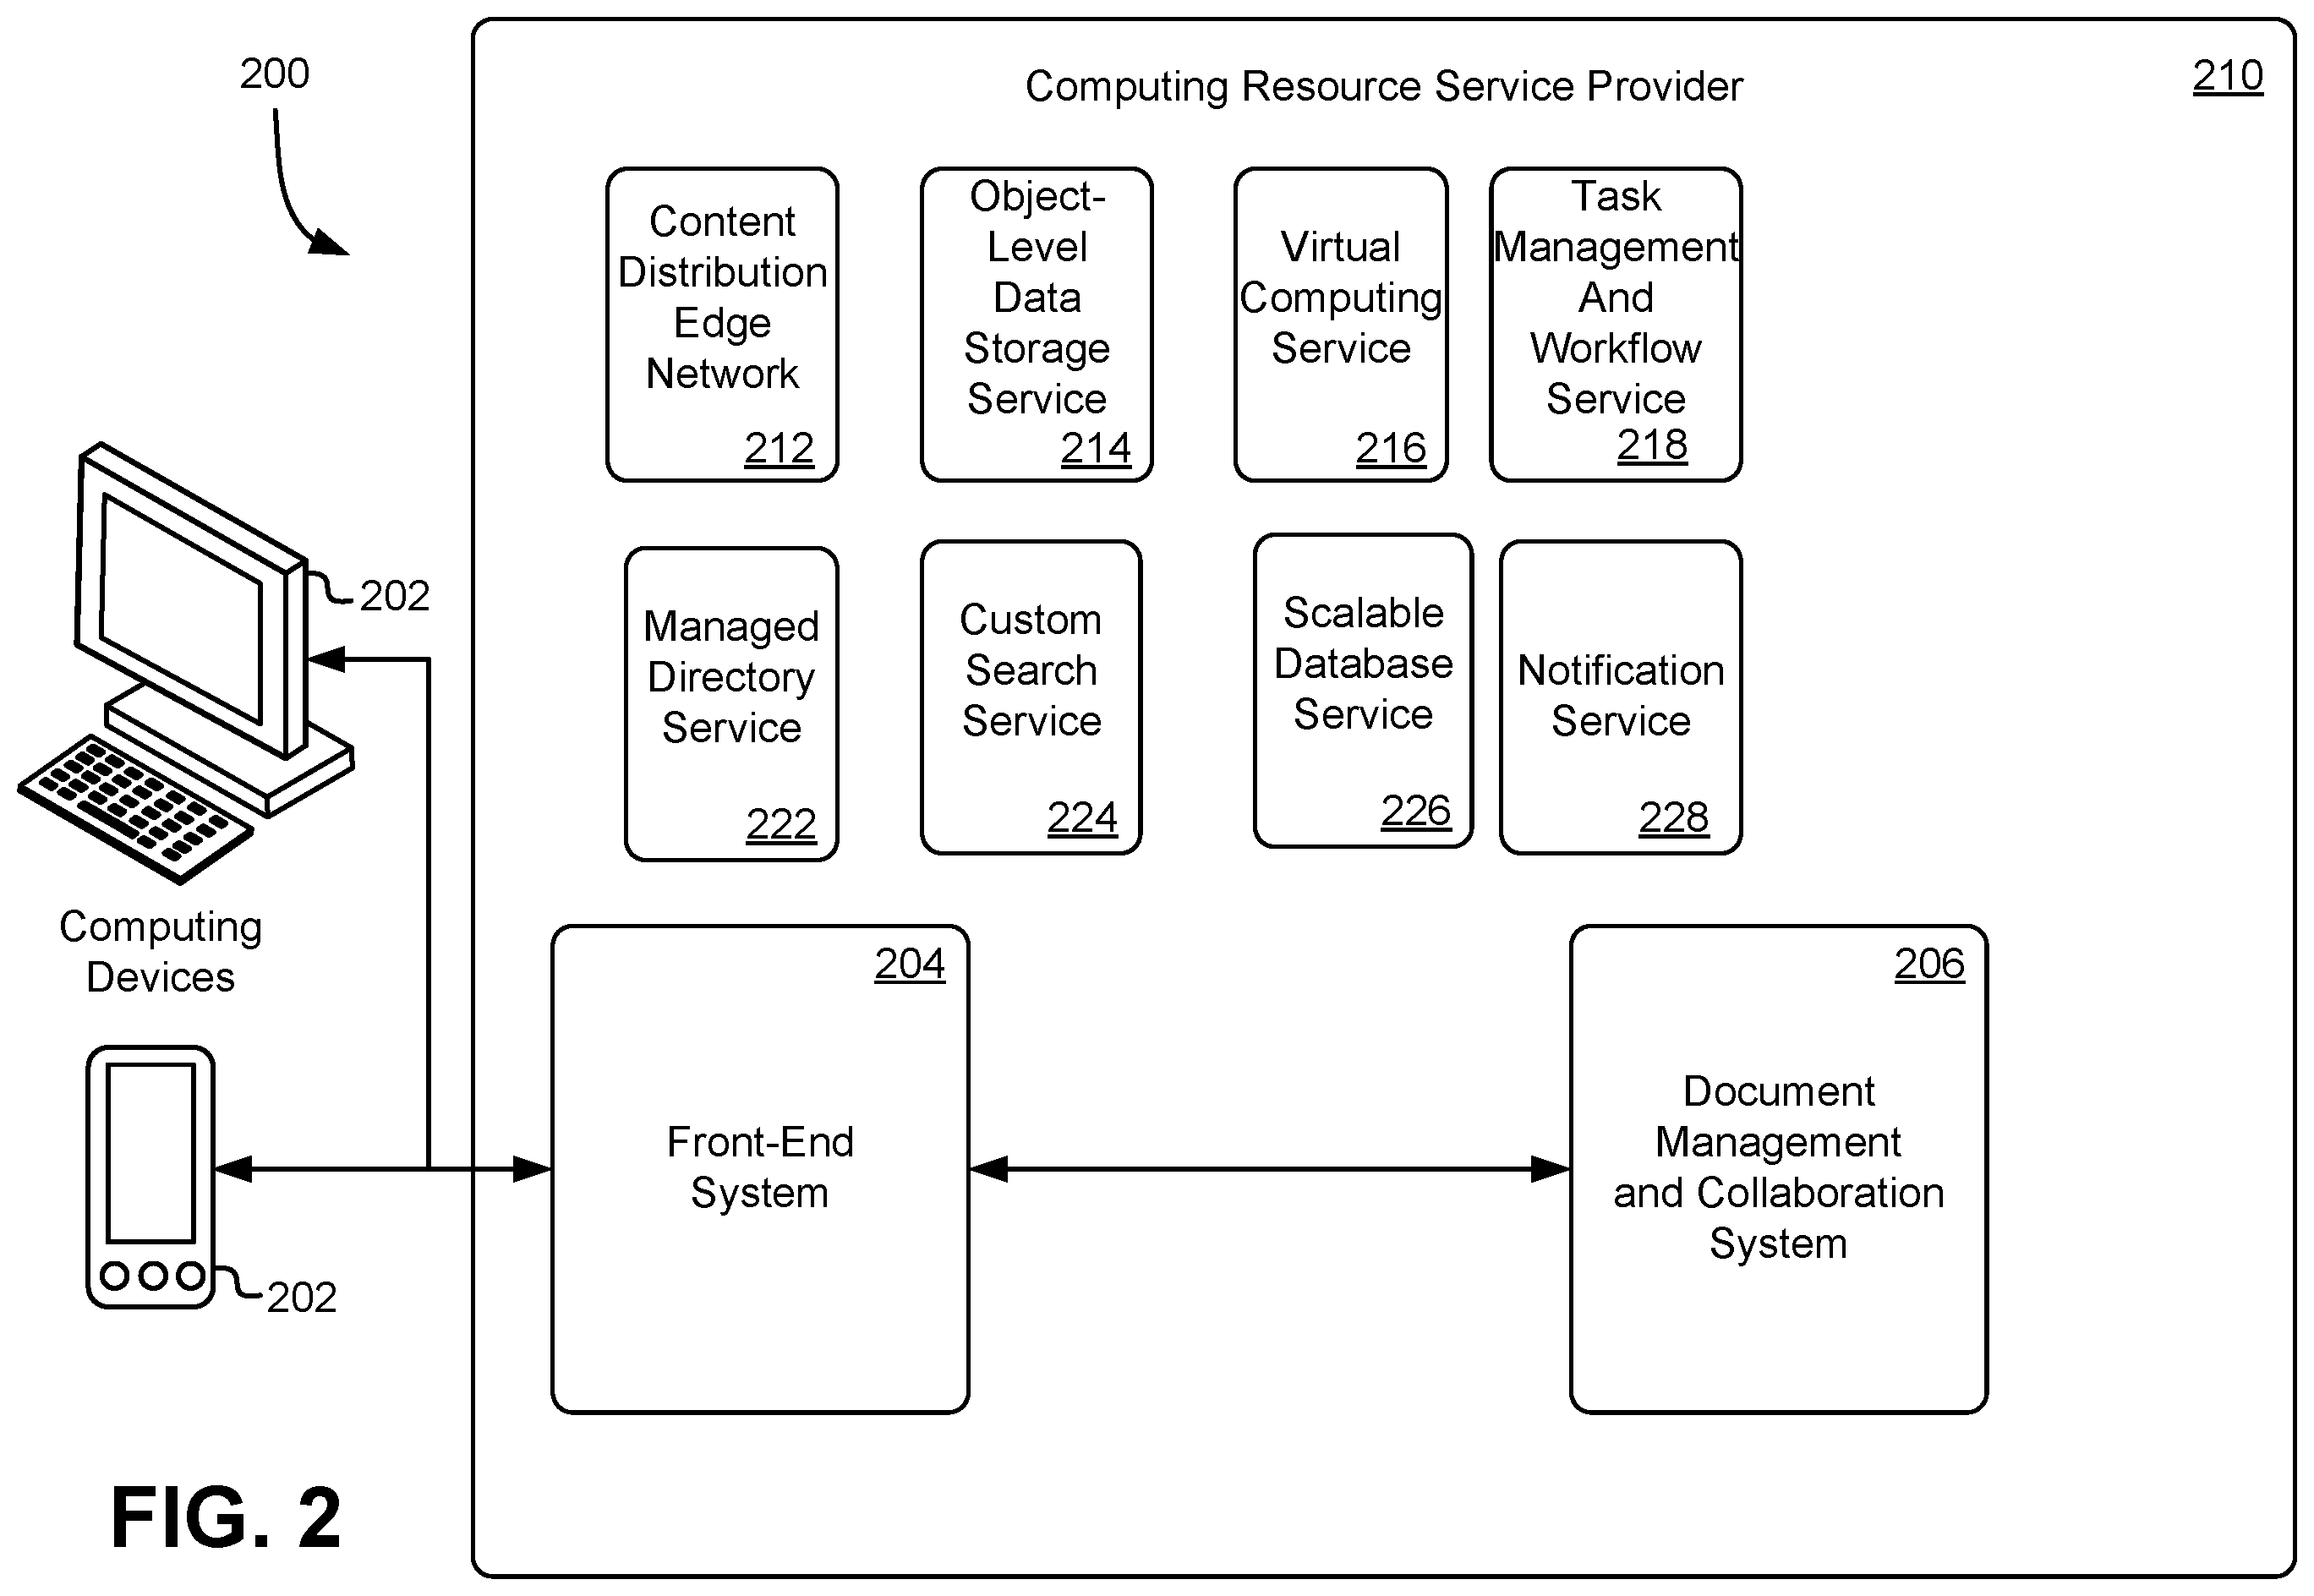 200
Computing Resource Service Provider
210
Content
Distribution
Edge
Network
212
Object-
Level
Data
Storage
Service
214
Virtual
Computing
Service
216
Task
Management
And
Workflow
Service
218
202
Managed
Directory
Service
222
Custom
Search
Service
224
Scalable
Database
Service
226
Notification
Service
228
Computing
Devices
202
204
Front-End
System
206
Document
Management
and Collaboration
System
FIG. 2